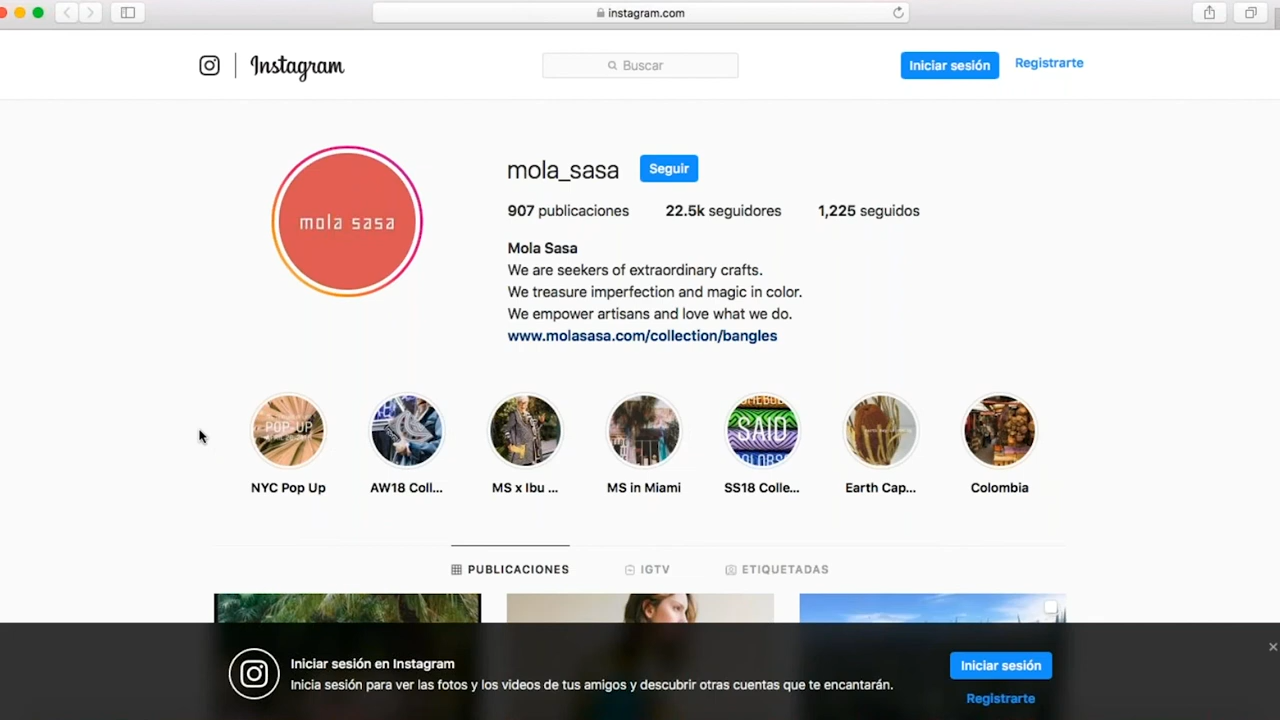 instagram.com
Instagram
Buscar
Iniciar sesión
Registrarte
mola sasa
mola_sasa
Seguir
907 publicaciones
22.5k seguidores
1,225 seguidos
Mola Sasa
We are seekers of extraordinary crafts.
We treasure imperfection and magic in color.
We empower artisans and love what we do.
www.molasasa.com/collection/bangles
POP-UP
SAID
NYC Pop Up
AW18 Coll...
MS x Ibu ...
MS in Miami
SS18 Colle...
Earth Cap...
Colombia
PUBLICACIONES
IGTV
ETIQUETADAS
Iniciar sesión en Instagram
Inicia sesión para ver las fotos y los videos de tus amigos y descubrir otras cuentas que te encantarán.
Iniciar sesión
Registrarte